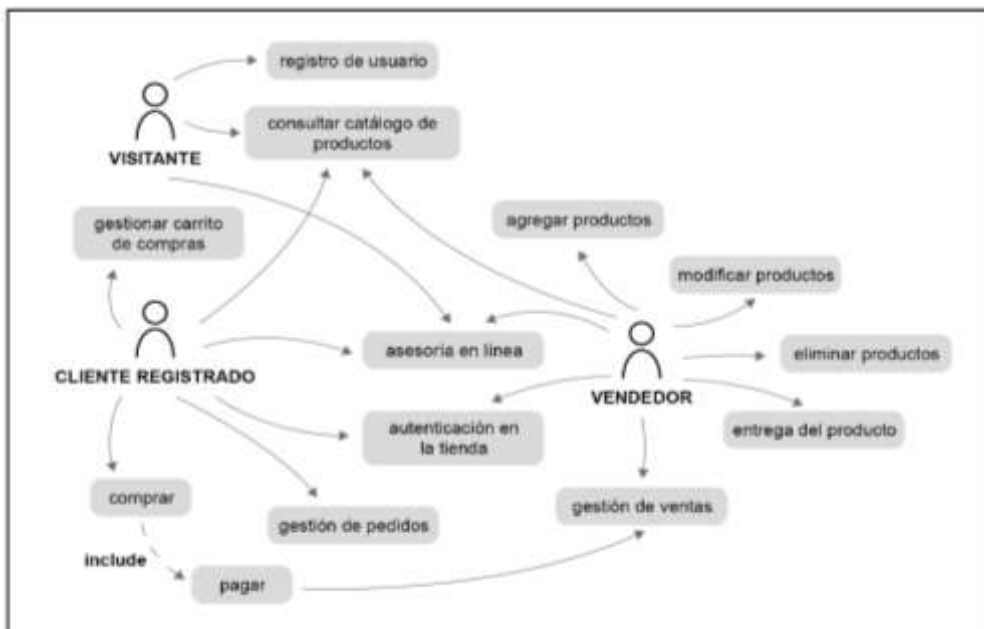 registro de usuario
consultar catálogo de
productos
VISITANTE
gestionar carrito
de compras
agregar productos
modificar productos
CLIENTE REGISTRADO
asesoría en línea
VENDEDOR
eliminar productos
autenticación en
la tienda
entrega del producto
comprar
gestión de pedidos
gestión de ventas
include
pagar